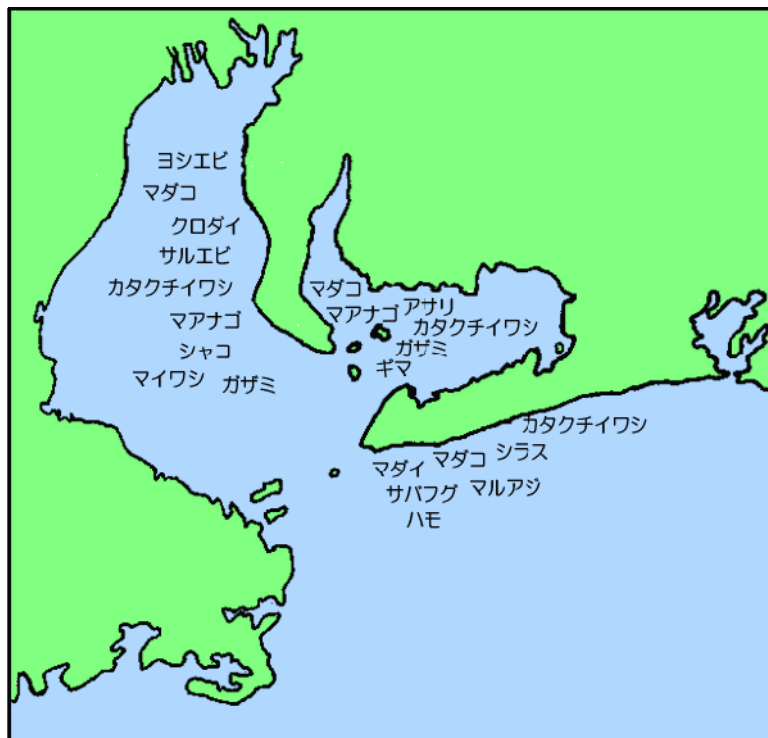 ヨシエビ
マダコ
クロダイ
サルエビ
カタクチイワシ
マアナゴ
シャコ
マイワシ
ガザミ
マダコ
アサリ
マアナゴ
カタクチイワシ
ガザミ
ギマ
カタクチイワシ
シラス
マダコ
マダイ
マルアジ
サバフグ
ハモ